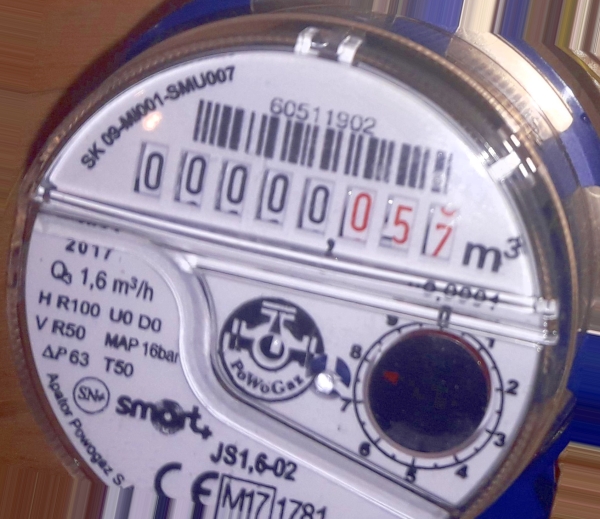 SK 09-MI001-SMU007
60511902
00000057 m³
2017
Q₃ 1,6 m³/h
H R100 U0 D0
V R50 MAP 16bar
ΔP 63 T50
SN+
smart+
Apator Powogaz S.
PoWoGaz
JS1,6-02
CE M17 1781
0,0001
0
1
2
5
6
7
8
9